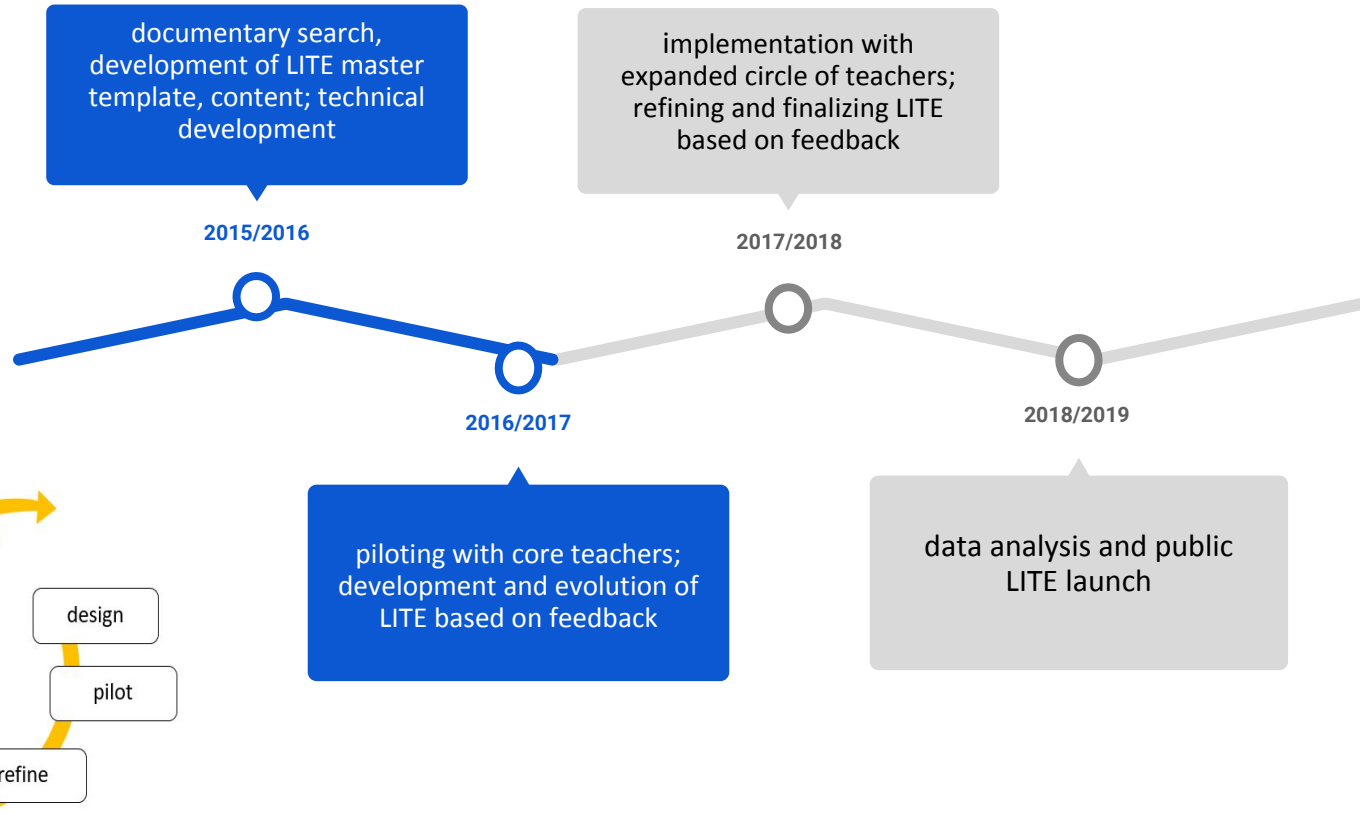 documentary search,
development of LITE master
template, content; technical
development
2015/2016
implementation with
expanded circle of teachers;
refining and finalizing LITE
based on feedback
2017/2018
2016/2017
piloting with core teachers;
development and evolution of
LITE based on feedback
2018/2019
data analysis and public
LITE launch
design
pilot
refine